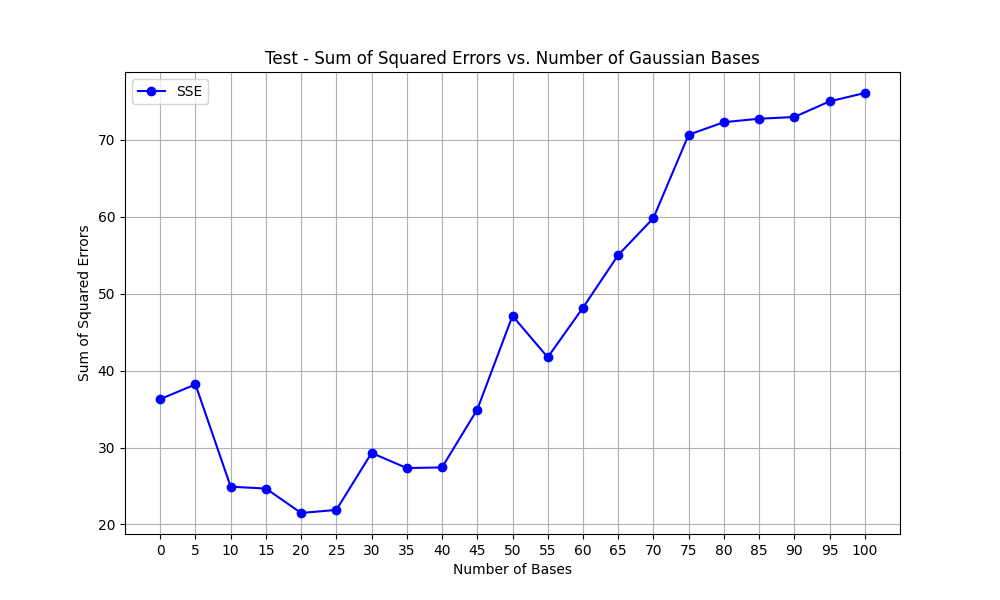 Test - Sum of Squared Errors vs. Number of Gaussian Bases
SSE
Sum of Squared Errors
70
60
50
40
30
20
0 5 10 15 20 25 30 35 40 45 50 55 60 65 70 75 80 85 90 95 100
Number of Bases